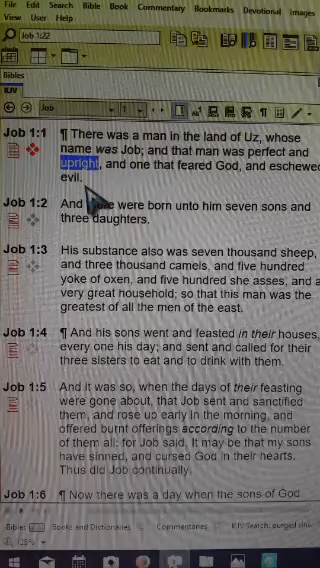 File Edit Search Bible Book Commentary Bookmarks Devotional Images
View User Help
Job 1:22
Bibles
KJV
Job 1
Job 1:1 ¶ There was a man in the land of Uz, whose
name was Job; and that man was perfect and
upright, and one that feared God, and eschewe
evil.
Job 1:2 And were born unto him seven sons and
three daughters.
Job 1:3 His substance also was seven thousand sheep,
and three thousand camels, and five hundred
yoke of oxen, and five hundred she asses, and a
very great household; so that this man was the
greatest of all the men of the east.
Job 1:4 ¶ And his sons went and feasted in their houses,
every one his day; and sent and called for their
three sisters to eat and to drink with them.
Job 1:5 And it was so, when the days of their feasting
were gone about, that Job sent and sanctified
them, and rose up early in the morning, and
offered burnt offerings according to the number
of them all: for Job said, It may be that my sons
have sinned, and cursed God in their hearts.
Thus did Job continually.
Job 1:6 ¶ Now there was a day when the sons of God
Bibles Books and Dictionaries Commentaries KJV Search: purged